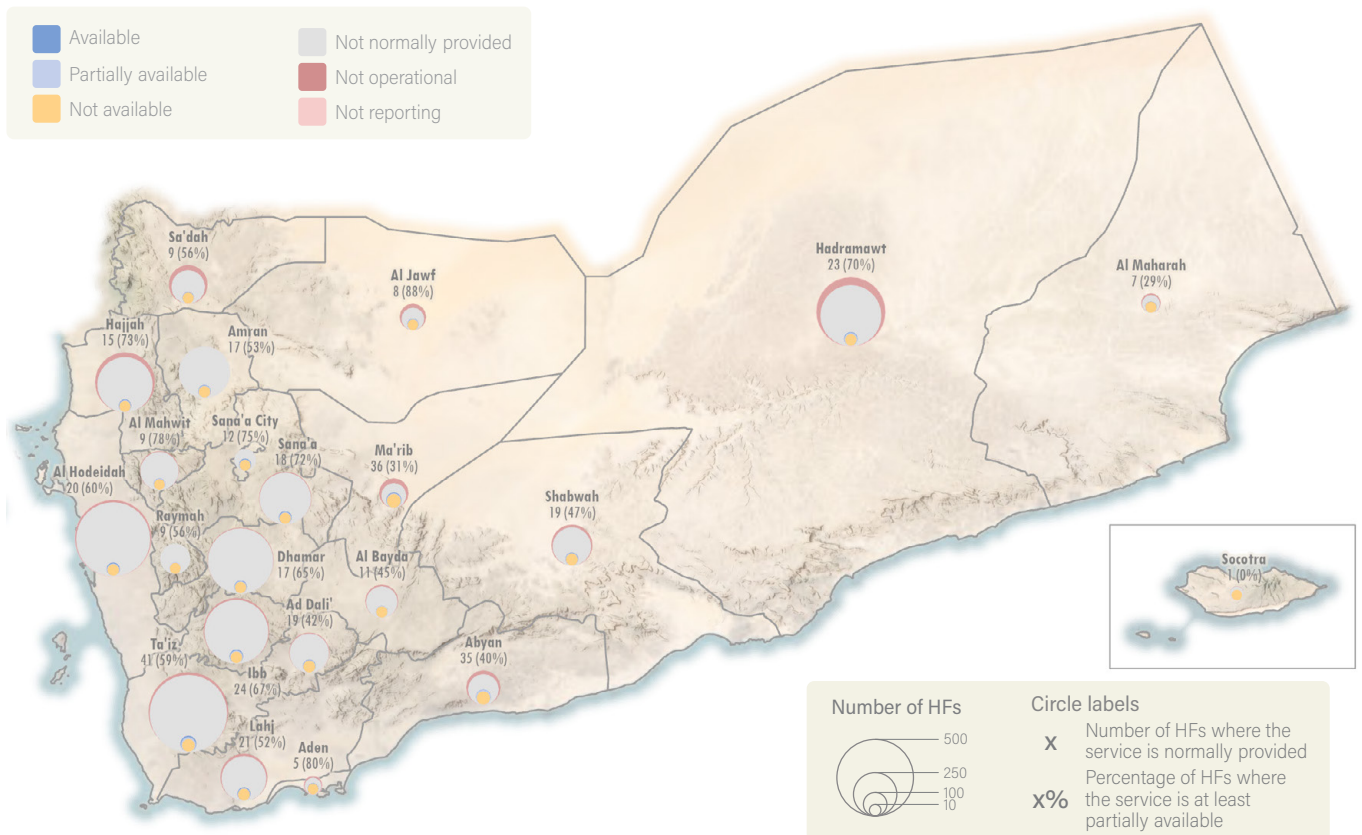 Available
Partially available
Not available
Not normally provided
Not operational
Not reporting
Sa'dah
9 (56%)
Al Jawf
8 (88%)
Hadramawt
23 (70%)
Al Maharah
7 (29%)
Hajjah
15 (73%)
Amran
17 (53%)
Al Mahwit
9 (78%)
Sana'a City
12 (75%)
Sana'a
18 (72%)
Ma'rib
36 (31%)
Al Hodeidah
20 (60%)
Shabwah
19 (47%)
Raymah
9 (56%)
Dhamar
17 (65%)
Al Bayda
11 (45%)
Socotra
1 (0%)
Ad Dali'
19 (42%)
Ta'iz
41 (59%)
Ibb
24 (67%)
Abyan
35 (40%)
Lahj
21 (52%)
Aden
5 (80%)
Number of HFs
500
250
100
10
Circle labels
x
Number of HFs where the
service is normally provided
x%
Percentage of HFs where
the service is at least
partially available